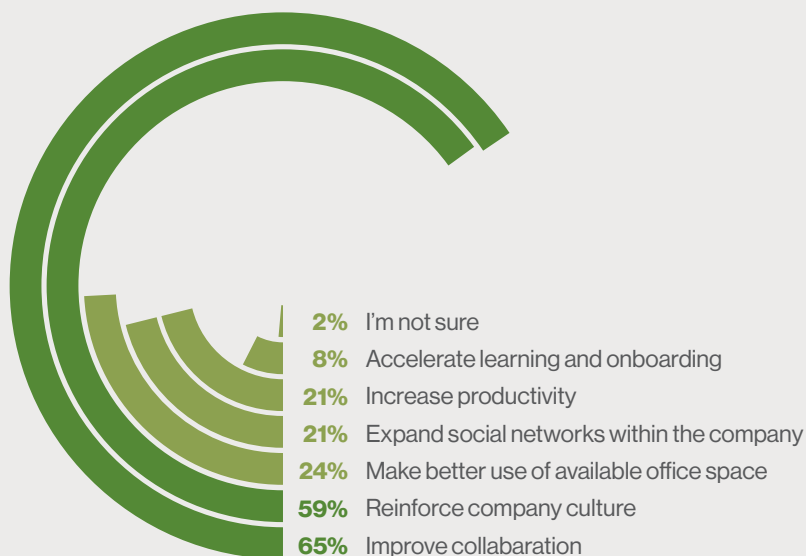 2% I'm not sure
8% Accelerate learning and onboarding
21% Increase productivity
21% Expand social networks within the company
24% Make better use of available office space
59% Reinforce company culture
65% Improve collabaration